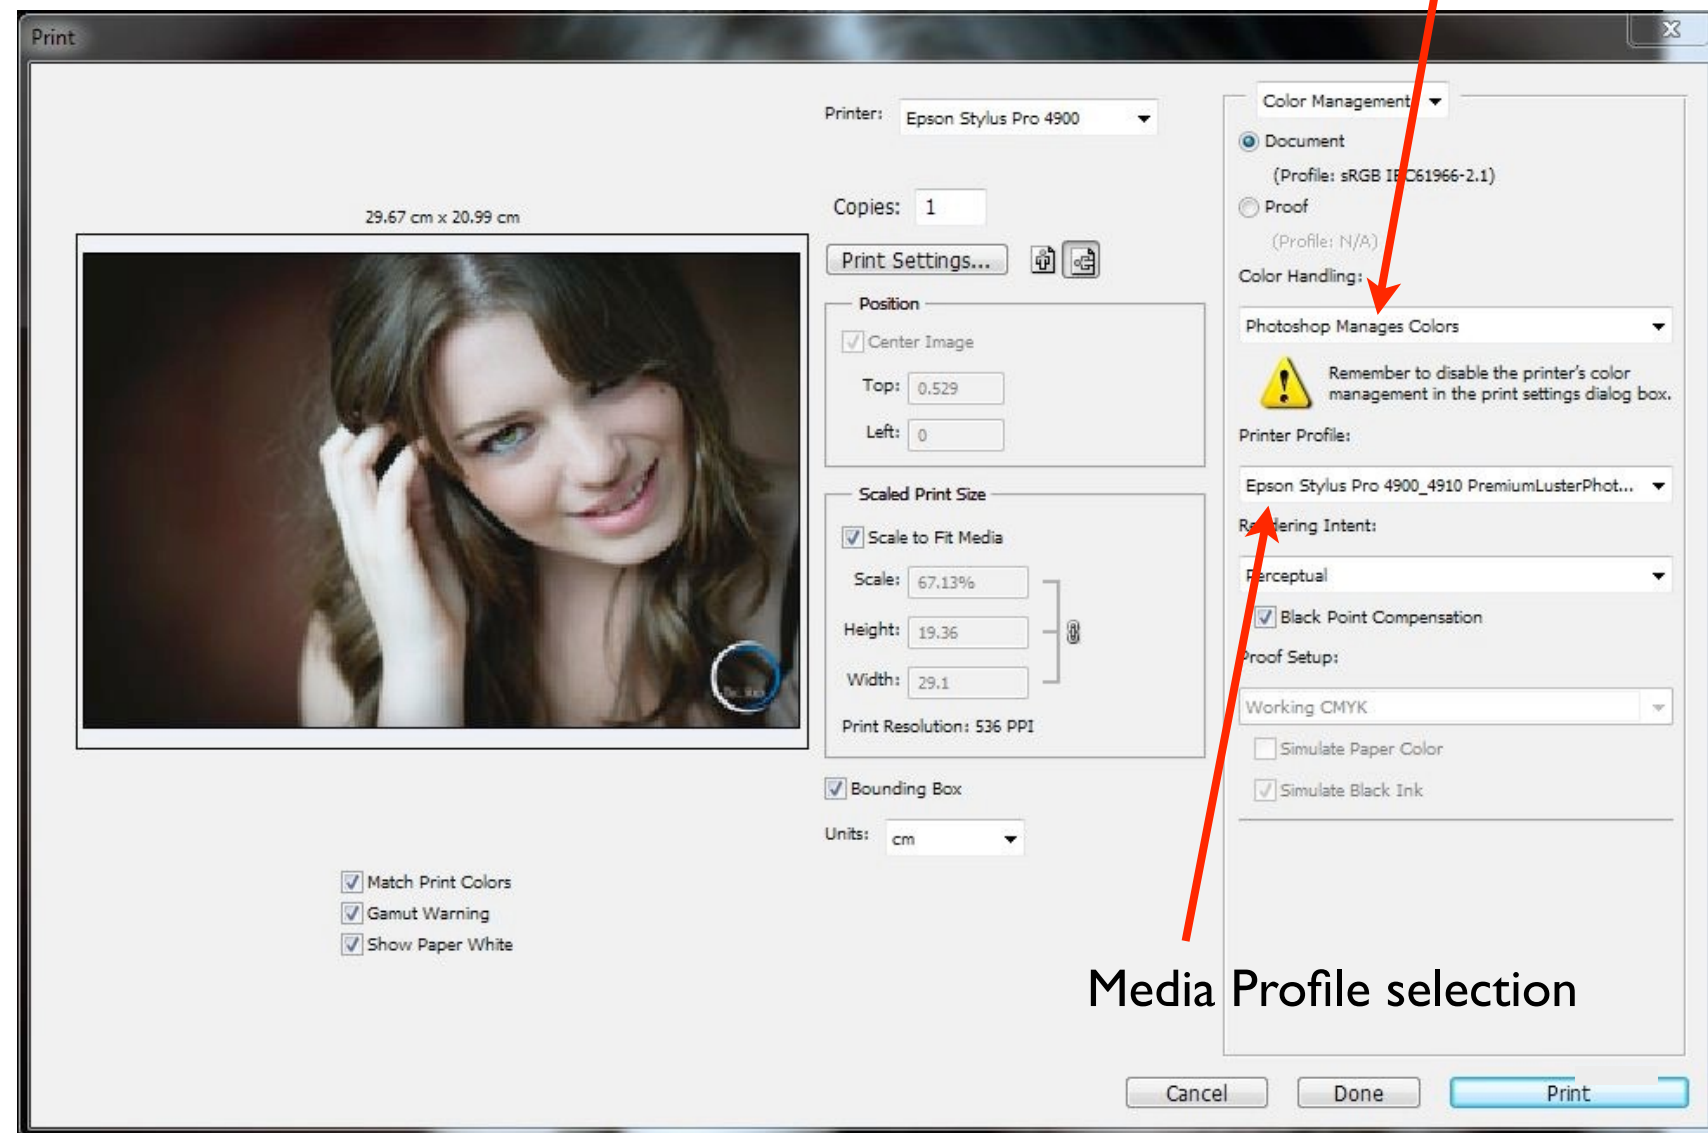 Print
Printer: Epson Stylus Pro 4900
Copies: 1
29.67 cm x 20.99 cm
Print Settings...
Position
Center Image
Top: 0.529
Left: 0
Scaled Print Size
Scale to Fit Media
Scale: 67.13%
Height: 19.36
Width: 29.1
Print Resolution: 536 PPI
Bounding Box
Units: cm
Match Print Colors
Gamut Warning
Show Paper White
Color Management
Document
(Profile: sRGB IEC61966-2.1)
Proof
(Profile: N/A)
Color Handling:
Photoshop Manages Colors
Remember to disable the printer's color
management in the print settings dialog box.
Printer Profile:
Epson Stylus Pro 4900_4910 PremiumLusterPhot...
Rendering Intent:
Perceptual
Black Point Compensation
Proof Setup:
Working CMYK
Simulate Paper Color
Simulate Black Ink
Media Profile selection
Cancel
Done
Print